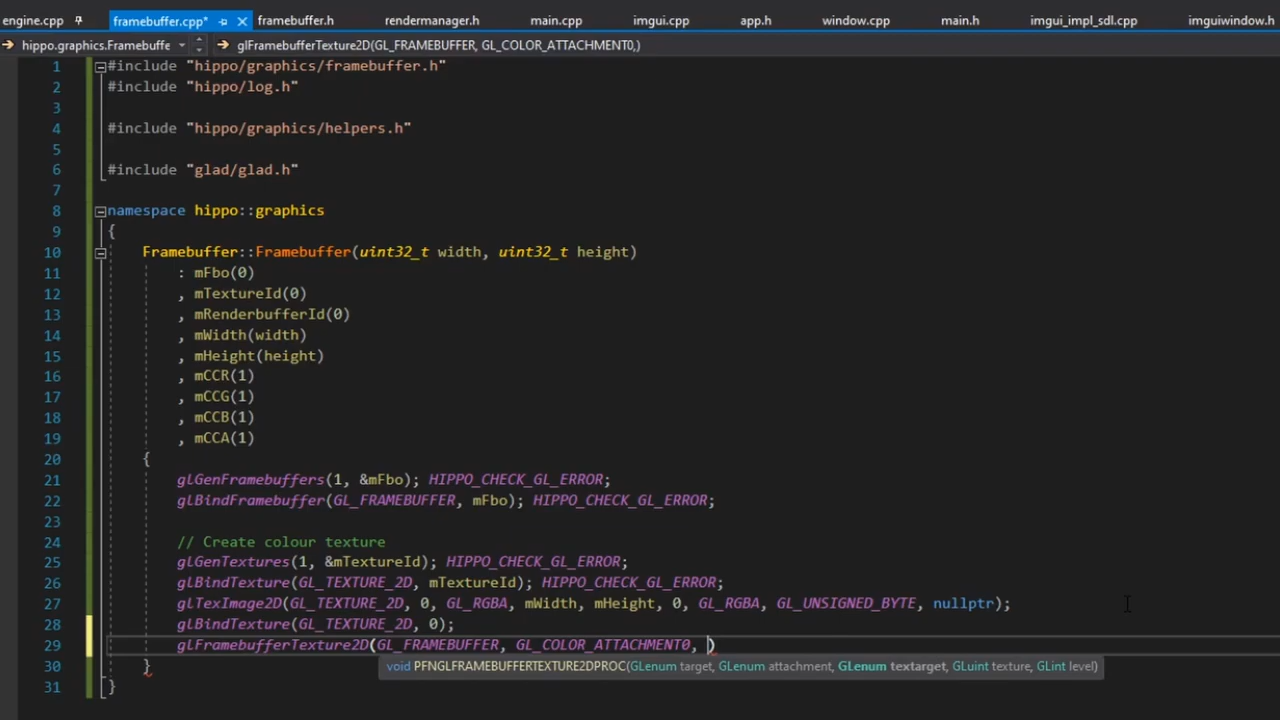 engine.cpp framebuffer.cpp* framebuffer.h rendermanager.h main.cpp imgui.cpp app.h window.cpp main.h imgui_impl_sdl.cpp imguiwindow.h
hippo.graphics.Framebuffe glFramebufferTexture2D(GL_FRAMEBUFFER, GL_COLOR_ATTACHMENT0,)
1 #include "hippo/graphics/framebuffer.h"
2 #include "hippo/log.h"
3
4 #include "hippo/graphics/helpers.h"
5
6 #include "glad/glad.h"
7
8 namespace hippo::graphics
9 {
10 Framebuffer::Framebuffer(uint32_t width, uint32_t height)
11 : mFbo(0)
12 , mTextureId(0)
13 , mRenderbufferId(0)
14 , mWidth(width)
15 , mHeight(height)
16 , mCCR(1)
17 , mCCG(1)
18 , mCCB(1)
19 , mCCA(1)
20 {
21 glGenFramebuffers(1, &mFbo); HIPPO_CHECK_GL_ERROR;
22 glBindFramebuffer(GL_FRAMEBUFFER, mFbo); HIPPO_CHECK_GL_ERROR;
23
24 // Create colour texture
25 glGenTextures(1, &mTextureId); HIPPO_CHECK_GL_ERROR;
26 glBindTexture(GL_TEXTURE_2D, mTextureId); HIPPO_CHECK_GL_ERROR;
27 glTexImage2D(GL_TEXTURE_2D, 0, GL_RGBA, mWidth, mHeight, 0, GL_RGBA, GL_UNSIGNED_BYTE, nullptr);
28 glBindTexture(GL_TEXTURE_2D, 0);
29 glFramebufferTexture2D(GL_FRAMEBUFFER, GL_COLOR_ATTACHMENT0, )
30 }
void PFNGLFRAMEBUFFERTEXTURE2DPROC(GLenum target, GLenum attachment, GLenum textarget, GLuint texture, GLint level)
31 }